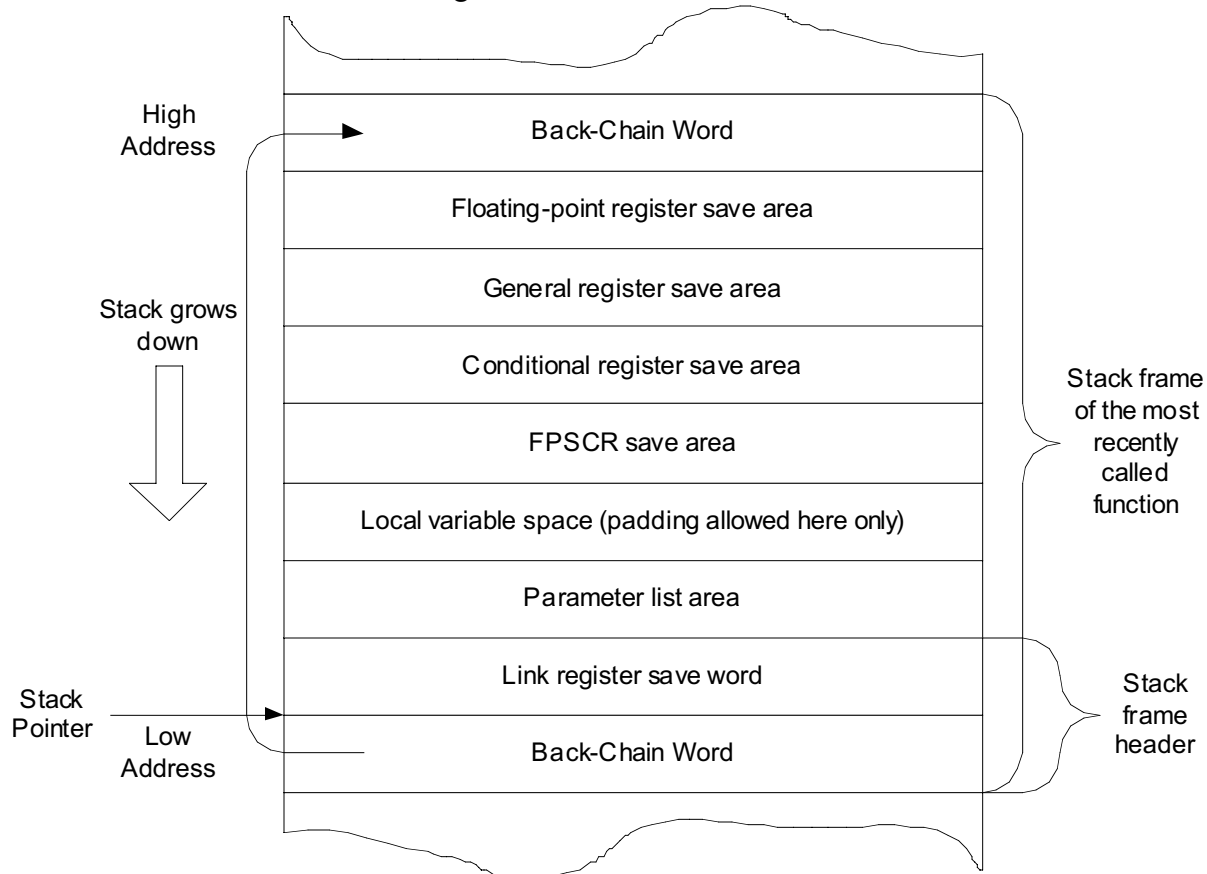 High
Address
Back-Chain Word
Floating-point register save area
General register save area
Stack grows
down
Conditional register save area
FPSCR save area
Stack frame
of the most
recently
called
function
Local variable space (padding allowed here only)
Parameter list area
Link register save word
Stack
Pointer
Low
Address
Back-Chain Word
Stack
frame
header